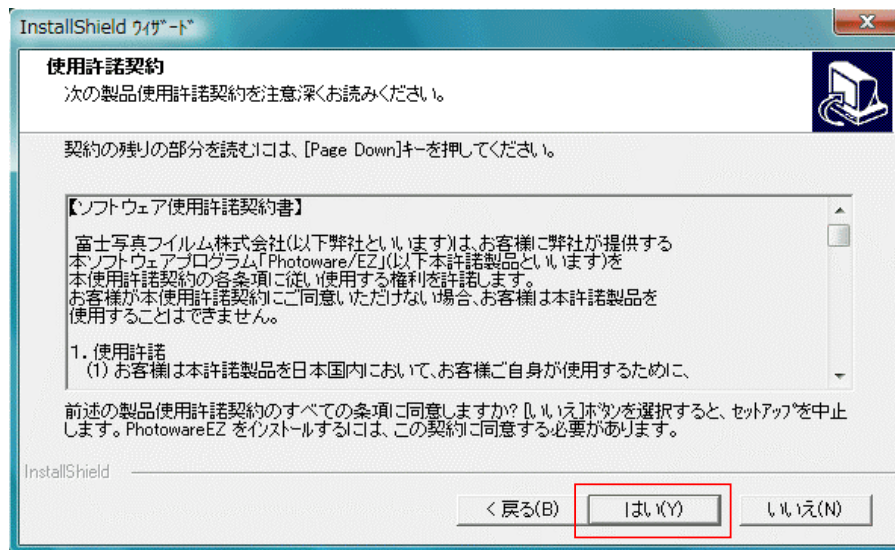 InstallShield ｳｨｻﾞｰﾄﾞ
使用許諾契約
次の製品使用許諾契約を注意深くお読みください。
契約の残りの部分を読むには、[Page Down]キーを押してください。
【ソフトウェア使用許諾契約書】
富士写真フイルム株式会社(以下弊社といいます)は、お客様に弊社が提供する
本ソフトウェアプログラム「Photoware/EZ」(以下本許諾製品といいます)を
本使用許諾契約の各条項に従い使用する権利を許諾します。
お客様が本使用許諾契約にご同意いただけない場合、お客様は本許諾製品を
使用することはできません。
1. 使用許諾
(1) お客様は本許諾製品を日本国内において、お客様ご自身が使用するために、
前述の製品使用許諾契約のすべての条項に同意しますか? [いいえ]ﾎﾞﾀﾝを選択すると、ｾｯﾄｱｯﾌﾟを中止
します。PhotowareEZ をインストールするには、この契約に同意する必要があります。
InstallShield
< 戻る(B)
はい(Y)
いいえ(N)